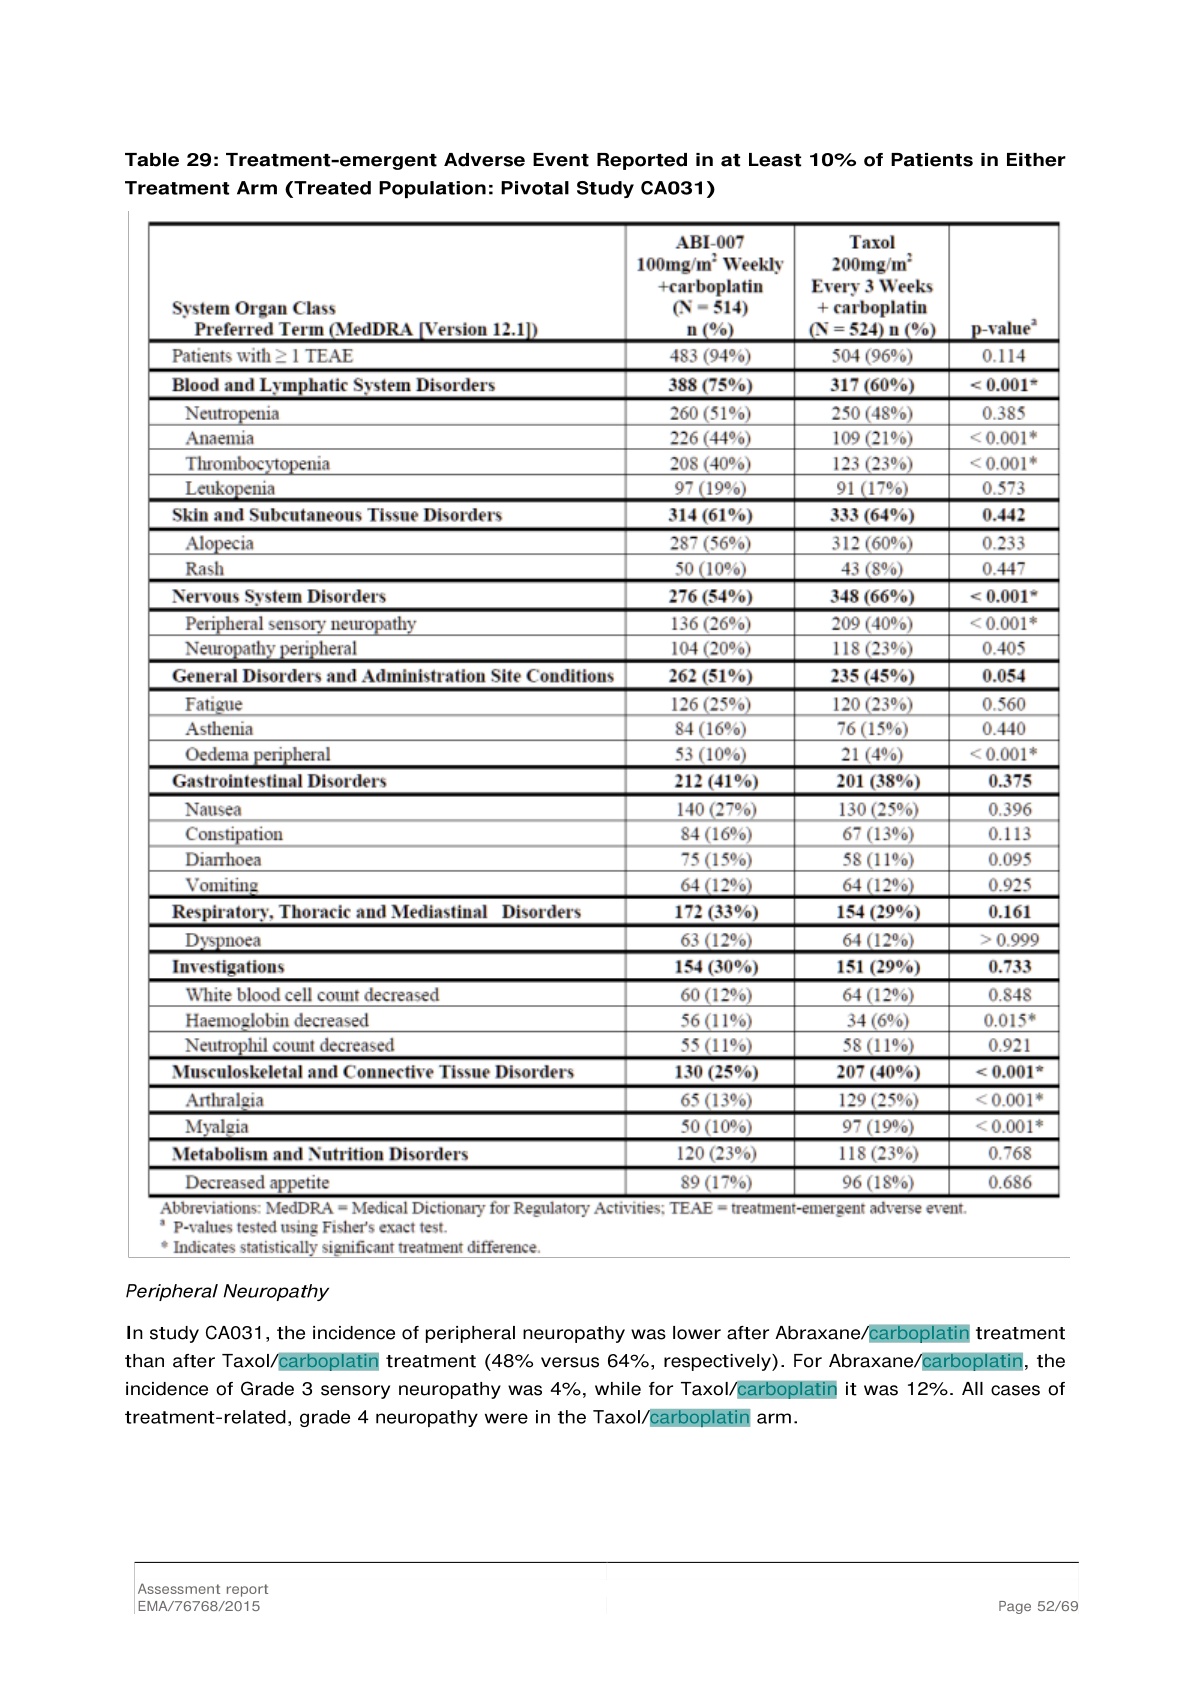 Table 29: Treatment-emergent Adverse Event Reported in at Least 10% of Patients in Either
Treatment Arm (Treated Population: Pivotal Study CA031)
System Organ Class
Preferred Term (MedDRA [Version 12.1]) ABI-007 100mg/m² Weekly +carboplatin (N = 514) n (%) Taxol 200mg/m² Every 3 Weeks + carboplatin (N = 524) n (%) p-valueᵃ
Patients with ≥ 1 TEAE 483 (94%) 504 (96%) 0.114
Blood and Lymphatic System Disorders 388 (75%) 317 (60%) < 0.001*
Neutropenia 260 (51%) 250 (48%) 0.385
Anaemia 226 (44%) 109 (21%) < 0.001*
Thrombocytopenia 208 (40%) 123 (23%) < 0.001*
Leukopenia 97 (19%) 91 (17%) 0.573
Skin and Subcutaneous Tissue Disorders 314 (61%) 333 (64%) 0.442
Alopecia 287 (56%) 312 (60%) 0.233
Rash 50 (10%) 43 (8%) 0.447
Nervous System Disorders 276 (54%) 348 (66%) < 0.001*
Peripheral sensory neuropathy 136 (26%) 209 (40%) < 0.001*
Neuropathy peripheral 104 (20%) 118 (23%) 0.405
General Disorders and Administration Site Conditions 262 (51%) 235 (45%) 0.054
Fatigue 126 (25%) 120 (23%) 0.560
Asthenia 84 (16%) 76 (15%) 0.440
Oedema peripheral 53 (10%) 21 (4%) < 0.001*
Gastrointestinal Disorders 212 (41%) 201 (38%) 0.375
Nausea 140 (27%) 130 (25%) 0.396
Constipation 84 (16%) 67 (13%) 0.113
Diarrhoea 75 (15%) 58 (11%) 0.095
Vomiting 64 (12%) 64 (12%) 0.925
Respiratory, Thoracic and Mediastinal Disorders 172 (33%) 154 (29%) 0.161
Dyspnoea 63 (12%) 64 (12%) > 0.999
Investigations 154 (30%) 151 (29%) 0.733
White blood cell count decreased 60 (12%) 64 (12%) 0.848
Haemoglobin decreased 56 (11%) 34 (6%) 0.015*
Neutrophil count decreased 55 (11%) 58 (11%) 0.921
Musculoskeletal and Connective Tissue Disorders 130 (25%) 207 (40%) < 0.001*
Arthralgia 65 (13%) 129 (25%) < 0.001*
Myalgia 50 (10%) 97 (19%) < 0.001*
Metabolism and Nutrition Disorders 120 (23%) 118 (23%) 0.768
Decreased appetite 89 (17%) 96 (18%) 0.686
Abbreviations: MedDRA = Medical Dictionary for Regulatory Activities; TEAE = treatment-emergent adverse event.
ᵃ P-values tested using Fisher's exact test.
* Indicates statistically significant treatment difference.
Peripheral Neuropathy
In study CA031, the incidence of peripheral neuropathy was lower after Abraxane/carboplatin treatment
than after Taxol/carboplatin treatment (48% versus 64%, respectively). For Abraxane/carboplatin, the
incidence of Grade 3 sensory neuropathy was 4%, while for Taxol/carboplatin it was 12%. All cases of
treatment-related, grade 4 neuropathy were in the Taxol/carboplatin arm.
Assessment report
EMA/76768/2015 Page 52/69